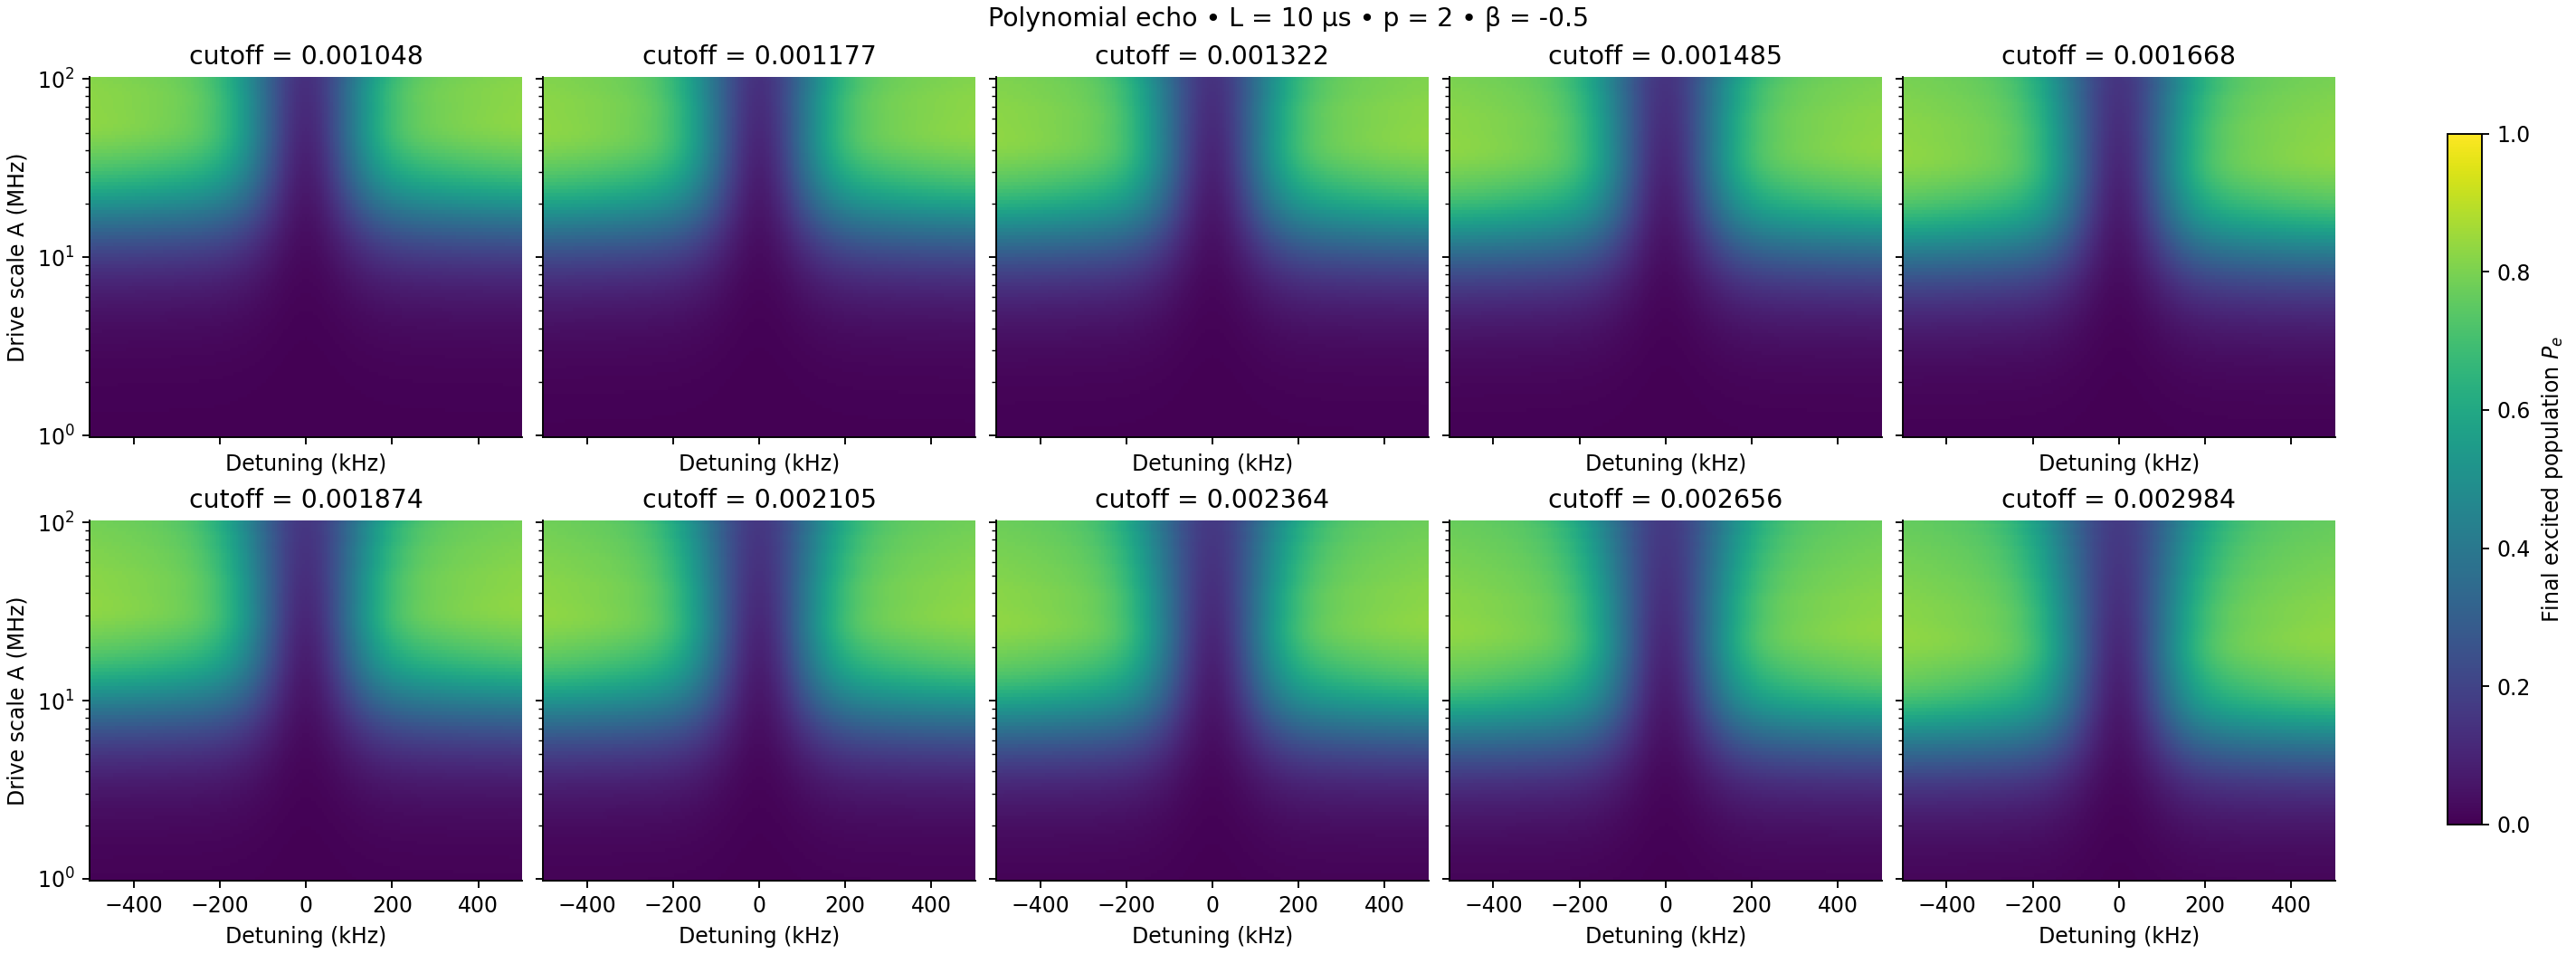 Polynomial echo • L = 10 µs • p = 2 • β = -0.5
cutoff = 0.001048
cutoff = 0.001177
cutoff = 0.001322
cutoff = 0.001485
cutoff = 0.001668
Drive scale A (MHz)
10²
10¹
10⁰
Detuning (kHz)
Detuning (kHz)
Detuning (kHz)
Detuning (kHz)
Detuning (kHz)
cutoff = 0.001874
cutoff = 0.002105
cutoff = 0.002364
cutoff = 0.002656
cutoff = 0.002984
Drive scale A (MHz)
10²
10¹
10⁰
−400 −200 0 200 400
−400 −200 0 200 400
−400 −200 0 200 400
−400 −200 0 200 400
−400 −200 0 200 400
Detuning (kHz)
Detuning (kHz)
Detuning (kHz)
Detuning (kHz)
Detuning (kHz)
1.0
0.8
0.6
0.4
0.2
0.0
Final excited population Pₑ